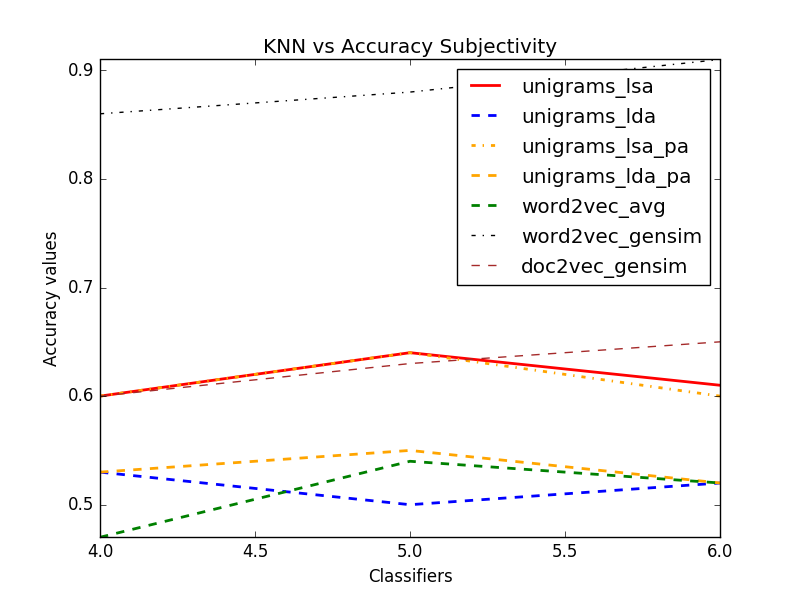 KNN vs Accuracy Subjectivity
0.9
0.8
0.7
0.6
0.5
Accuracy values
unigrams_lsa
unigrams_lda
unigrams_lsa_pa
unigrams_lda_pa
word2vec_avg
word2vec_gensim
doc2vec_gensim
4.0 4.5 5.0 5.5 6.0
Classifiers